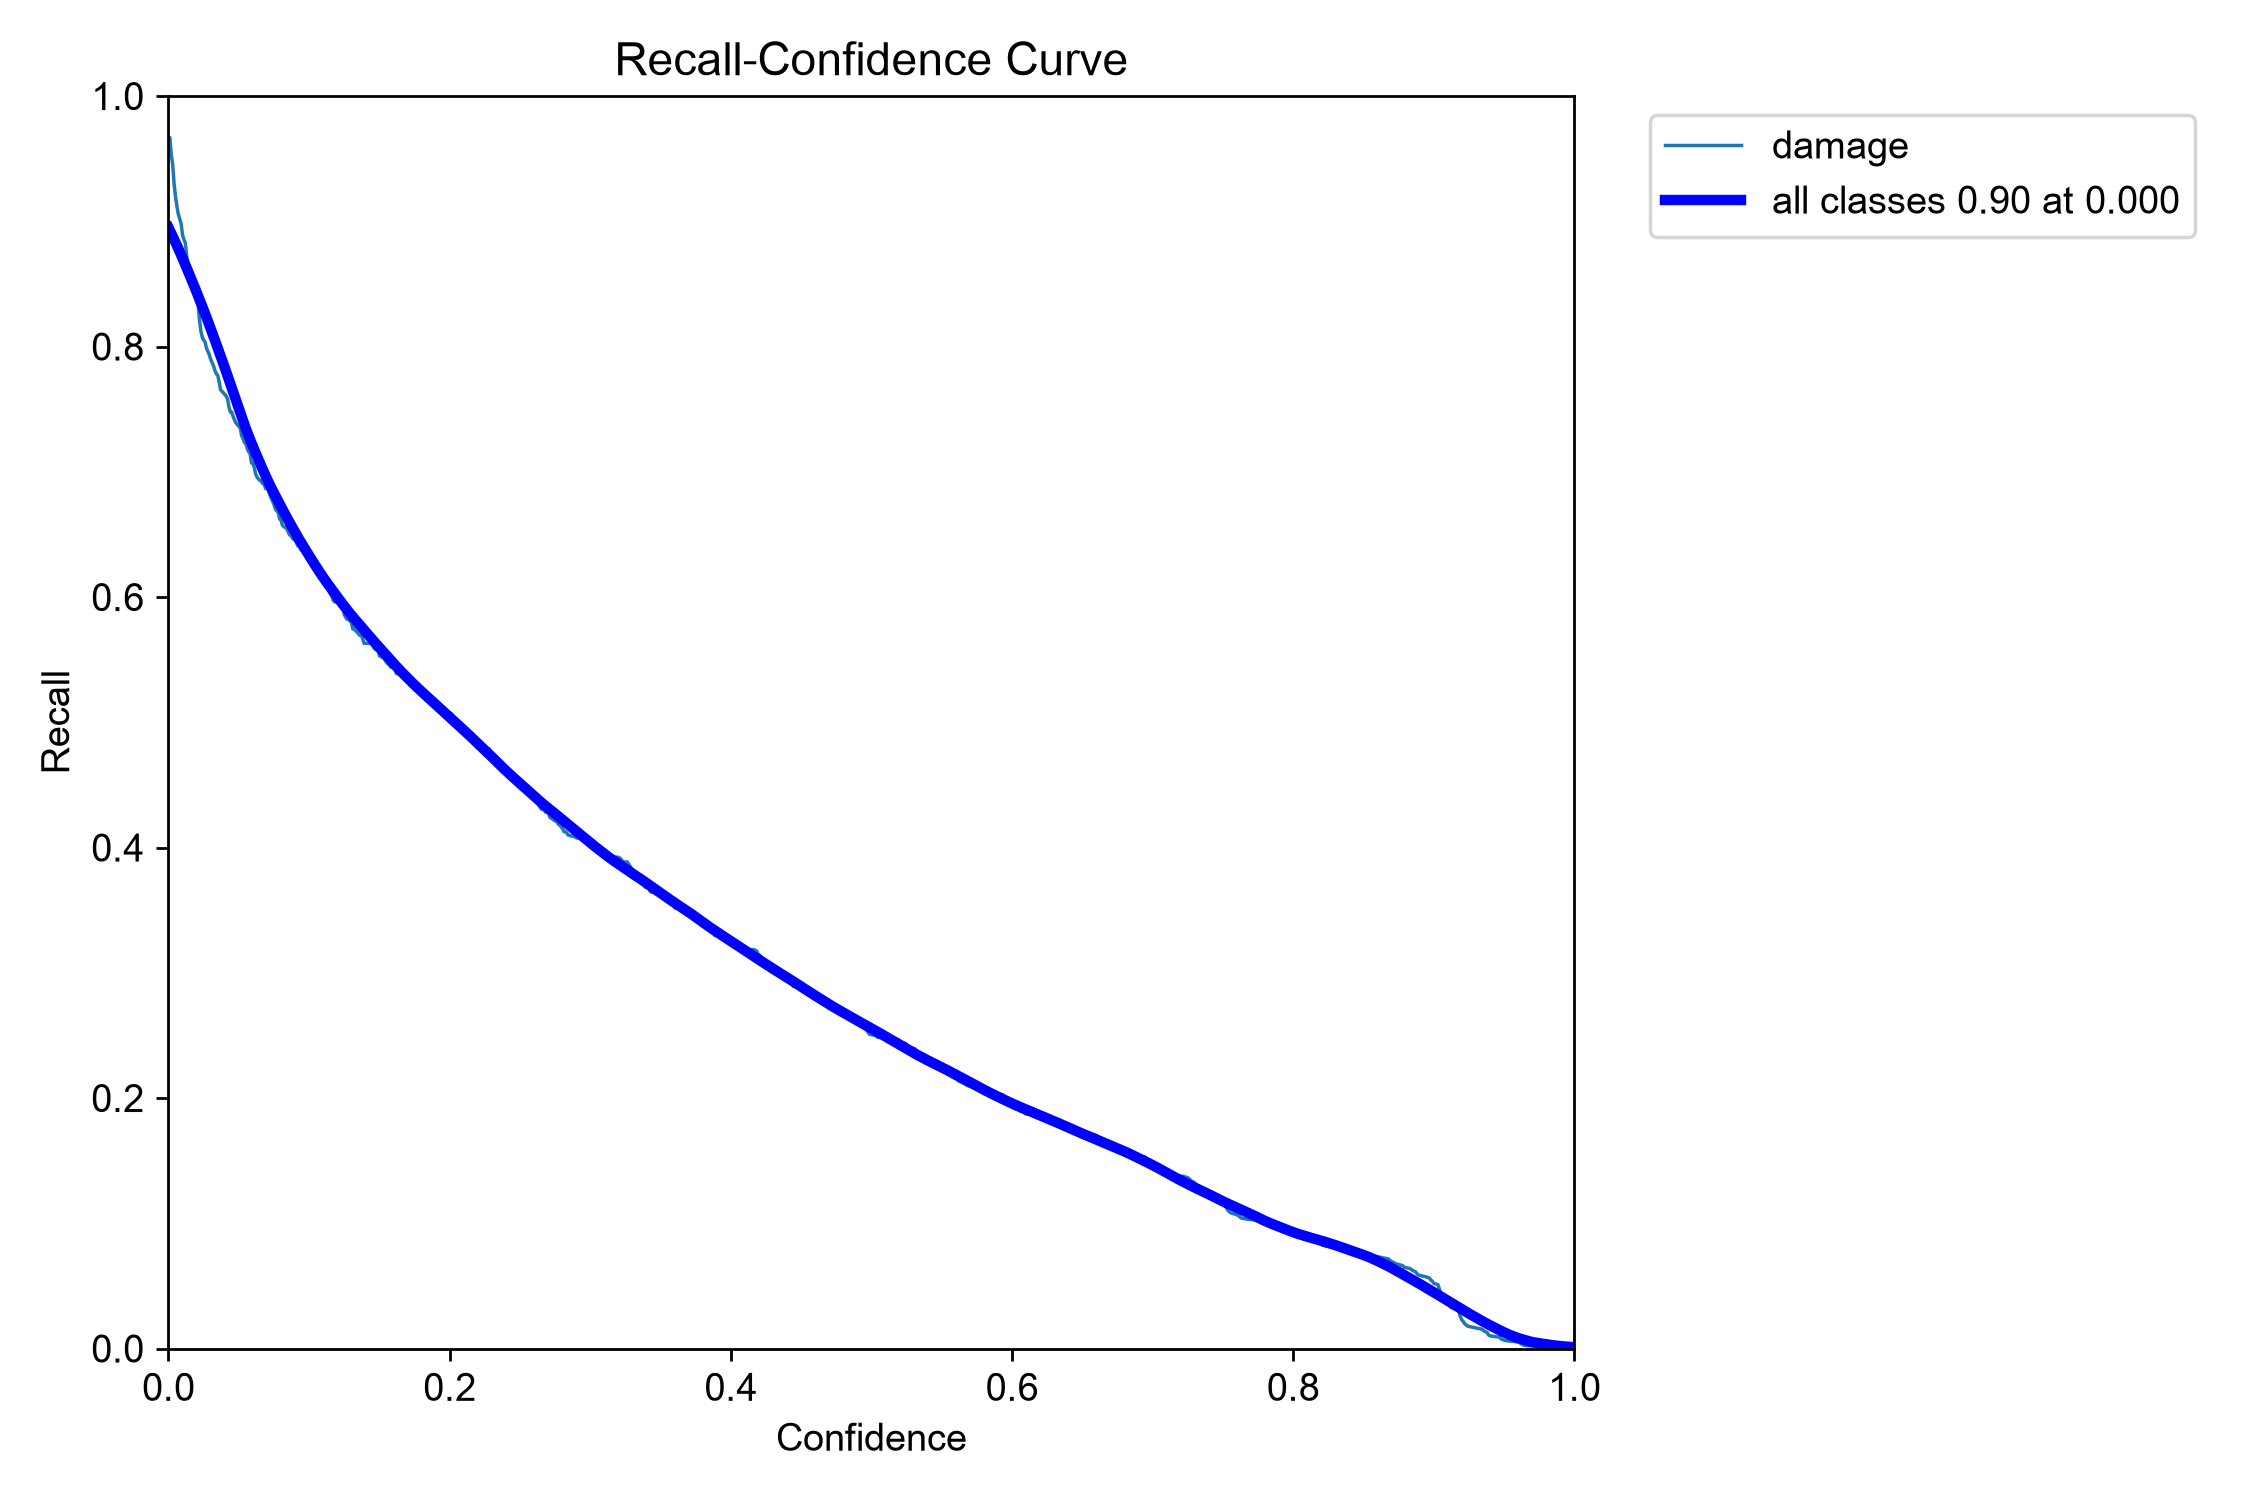 Recall-Confidence Curve
1.0
0.8
0.6
0.4
0.2
0.0
Recall
0.0 0.2 0.4 0.6 0.8 1.0
Confidence
damage
all classes 0.90 at 0.000